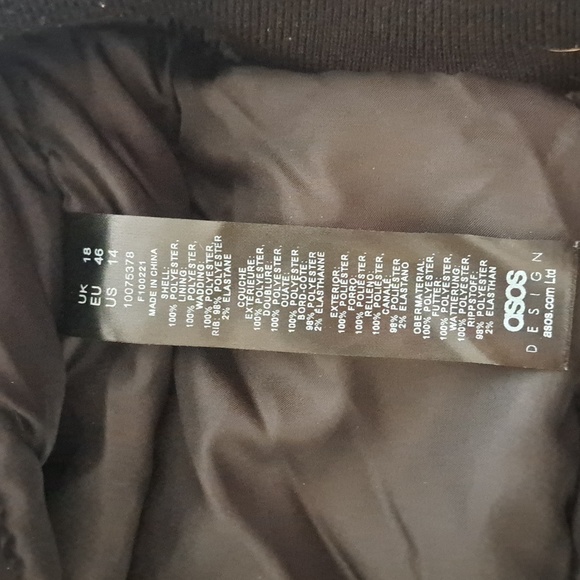 UK 18
EU 46
US 14
10075378
F100221
MADE IN CHINA
SHELL:
100% POLYESTER.
LINING:
100% POLYESTER.
WADDING:
100% POLYESTER.
RIB: 98% POLYESTER
2% ELASTANE
COUCHE
EXTERIEURE:
100% POLYESTER.
DOUBLURE:
100% POLYESTER.
OUATE:
100% POLYESTER.
BORD-COTE:
98% POLYESTER
2% ELASTHANNE
EXTERIOR:
100% POLIÉSTER.
FORRO:
100% POLIÉSTER.
RELLENO:
100% POLIÉSTER.
CANALÉ:
98% POLIÉSTER
2% ELASTANO
OBERMATERIAL:
100% POLYESTER.
FUTTER:
100% POLYESTER.
WATTIERUNG:
100% POLYESTER.
RIPPSTOFF:
98% POLYESTER
2% ELASTHAN
asos
DESIGN
asos.com Ltd